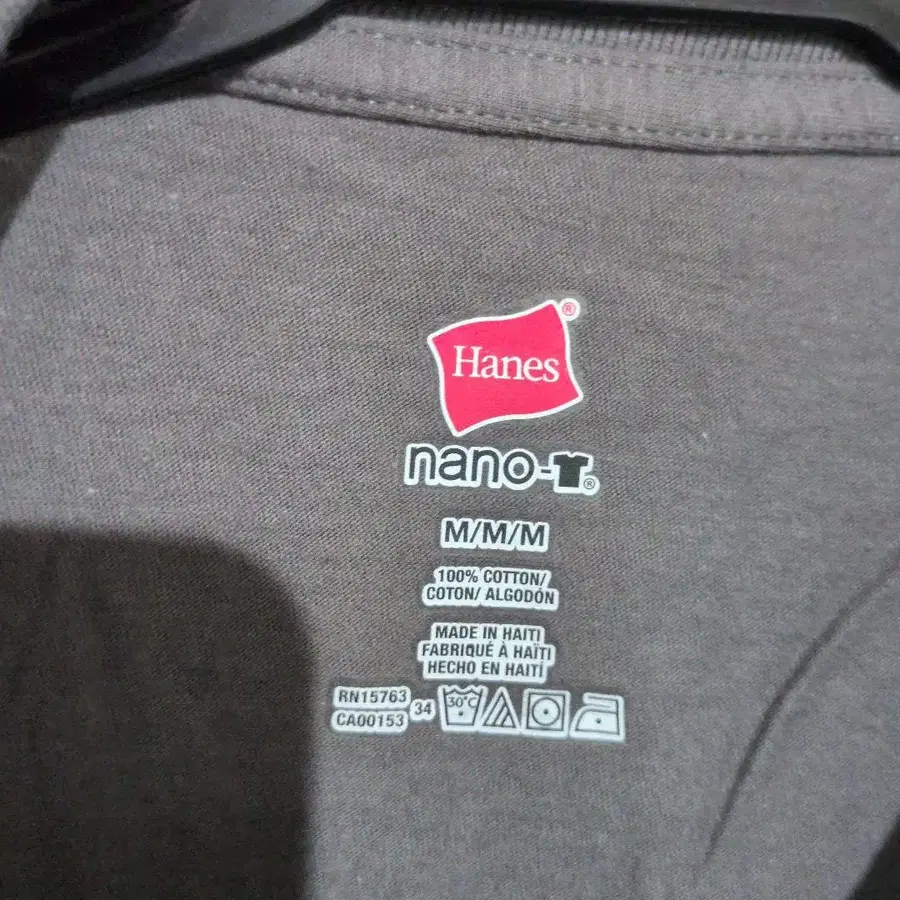 Hanes®
nano-T®
M/M/M
100% COTTON/
COTON/ ALGODÓN
MADE IN HAITI
FABRIQUÉ À HAÏTI
HECHO EN HAITÍ
RN15763
CA00153
34
30°C